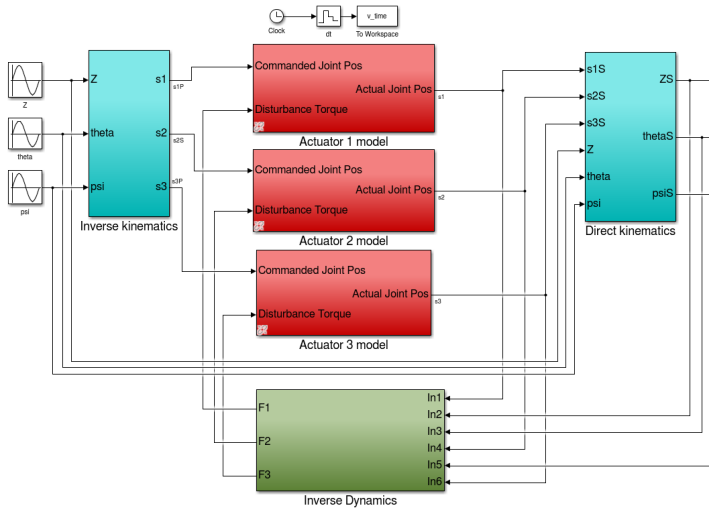 Clock
dt
v_time
To Workspace
Z
theta
psi
Z
theta
psi
s1
s2
s3
Inverse kinematics
s1P
s2S
s3P
Commanded Joint Pos
Actual Joint Pos
Disturbance Torque
s1
Actuator 1 model
Commanded Joint Pos
Actual Joint Pos
Disturbance Torque
s2
Actuator 2 model
Commanded Joint Pos
Actual Joint Pos
Disturbance Torque
s3
Actuator 3 model
s1S
s2S
s3S
Z
theta
psi
ZS
thetaS
psiS
Direct kinematics
F1
F2
F3
In1
In2
In3
In4
In5
In6
Inverse Dynamics